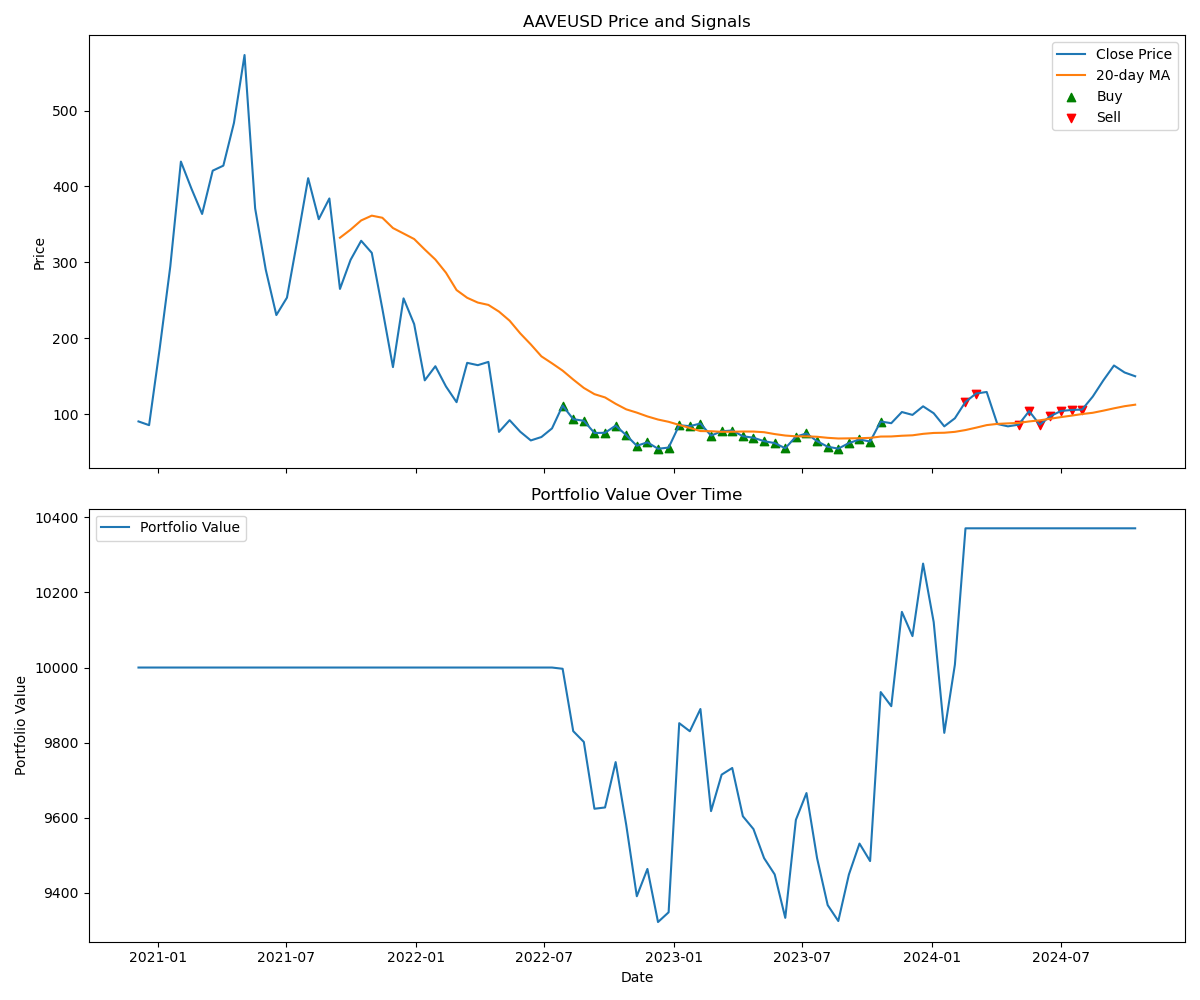 AAVEUSD Price and Signals
Close Price
20-day MA
Buy
Sell
500
400
300
200
100
Price
Portfolio Value Over Time
Portfolio Value
10400
10200
10000
9800
9600
9400
Portfolio Value
2021-01 2021-07 2022-01 2022-07 2023-01 2023-07 2024-01 2024-07
Date